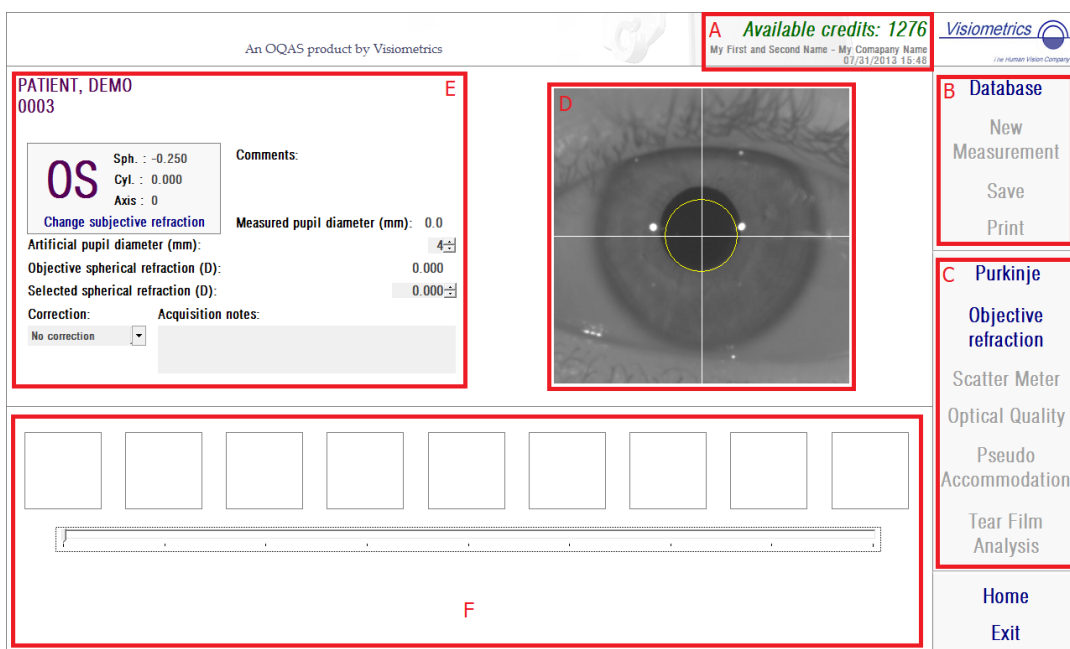 An OQAS product by Visiometrics
A
Available credits: 1276
My First and Second Name - My Comapany Name
07/31/2013 15:48
Visiometrics
The Human Vision Company
PATIENT, DEMO
0003
E
OS
Sph. : -0.250
Cyl. : 0.000
Axis : 0
Change subjective refraction
Comments:
Measured pupil diameter (mm): 0.0
Artificial pupil diameter (mm): 4
Objective spherical refraction (D): 0.000
Selected spherical refraction (D): 0.000
Correction:
Acquisition notes:
No correction
D
B
Database
New
Measurement
Save
Print
C
Purkinje
Objective
refraction
Scatter Meter
Optical Quality
Pseudo
Accommodation
Tear Film
Analysis
Home
Exit
F